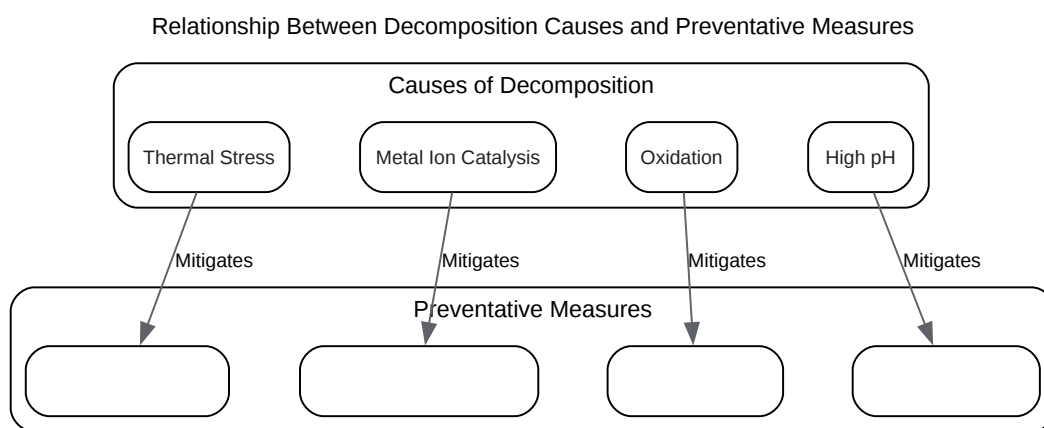 Relationship Between Decomposition Causes and Preventative Measures
Causes of Decomposition
Thermal Stress
Metal Ion Catalysis
Oxidation
High pH
Mitigates
Mitigates
Mitigates
Mitigates
Preventative Measures